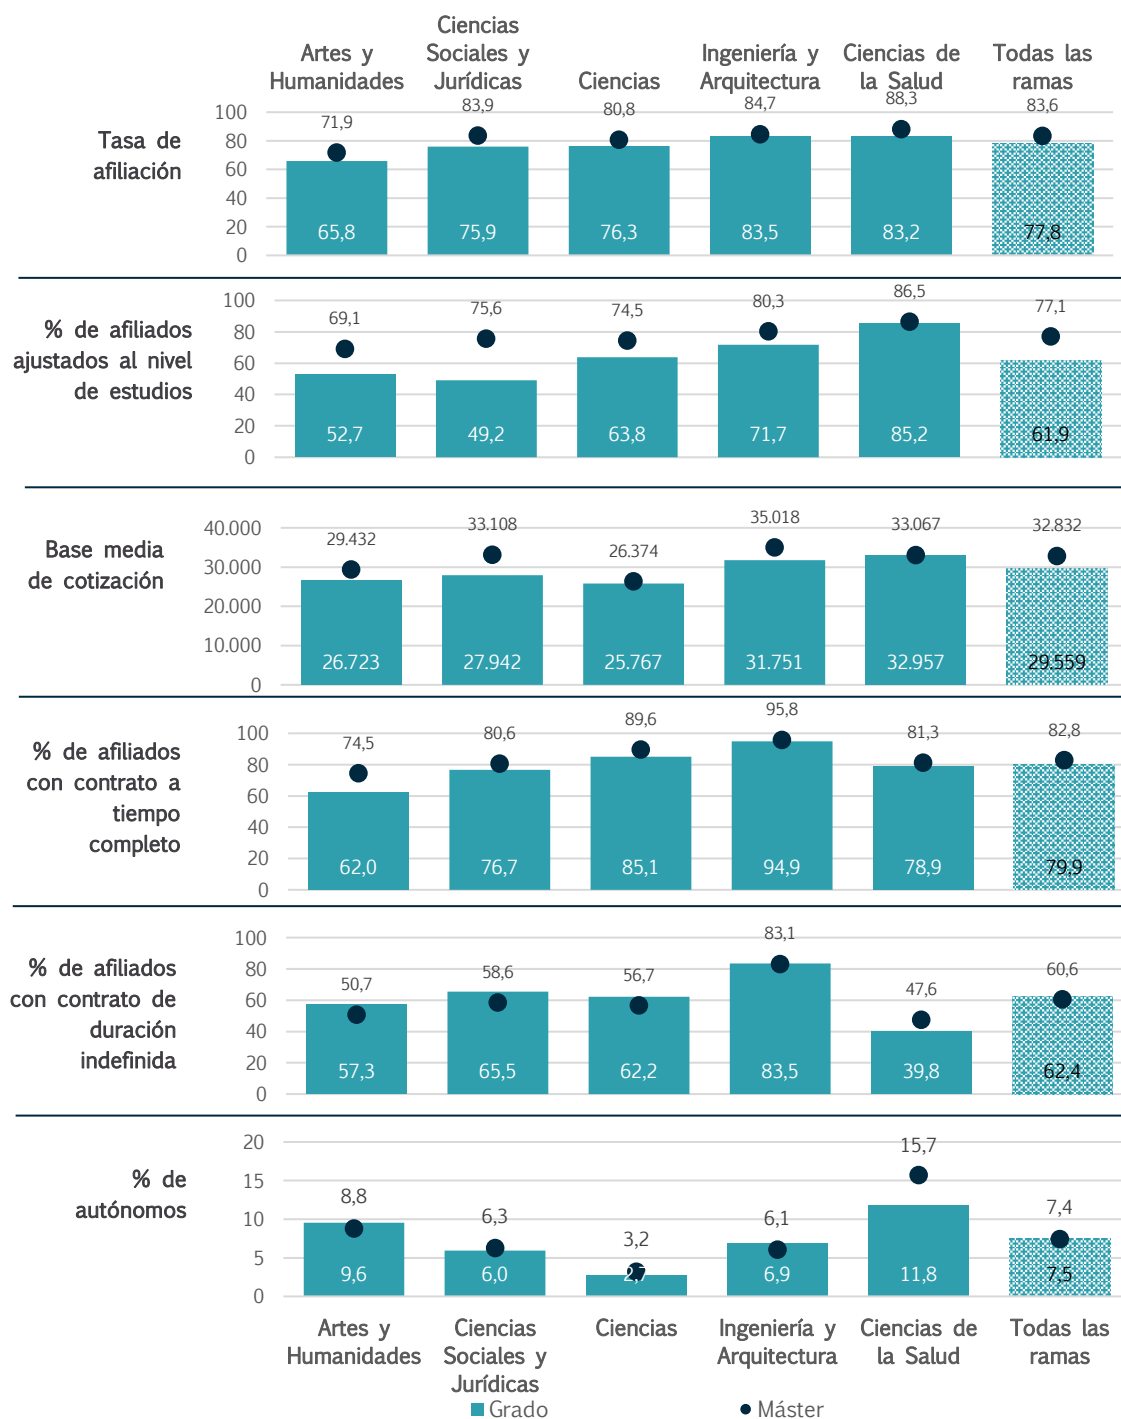 Artes y
Humanidades
Ciencias
Sociales y
Jurídicas
Ciencias
Ingeniería y
Arquitectura
Ciencias de
la Salud
Todas las
ramas
Tasa de
afiliación
100
80
60
40
20
0
71,9
83,9
80,8
84,7
88,3
83,6
65,8
75,9
76,3
83,5
83,2
77,8
% de afiliados
ajustados al nivel
de estudios
100
80
60
40
20
0
69,1
75,6
74,5
80,3
86,5
77,1
52,7
49,2
63,8
71,7
85,2
61,9
Base media
de cotización
40.000
30.000
20.000
10.000
0
29.432
33.108
26.374
35.018
33.067
32.832
26.723
27.942
25.767
31.751
32.957
29.559
% de afiliados
con contrato a
tiempo
completo
100
80
60
40
20
0
74,5
80,6
89,6
95,8
81,3
82,8
62,0
76,7
85,1
94,9
78,9
79,9
% de afiliados
con contrato de
duración
indefinida
100
80
60
40
20
0
50,7
58,6
56,7
83,1
47,6
60,6
57,3
65,5
62,2
83,5
39,8
62,4
% de
autónomos
20
15
10
5
0
8,8
6,3
3,2
6,1
15,7
7,4
9,6
6,0
2,7
6,9
11,8
7,5
Artes y
Humanidades
Ciencias
Sociales y
Jurídicas
Ciencias
Ingeniería y
Arquitectura
Ciencias de
la Salud
Todas las
ramas
Grado
Máster